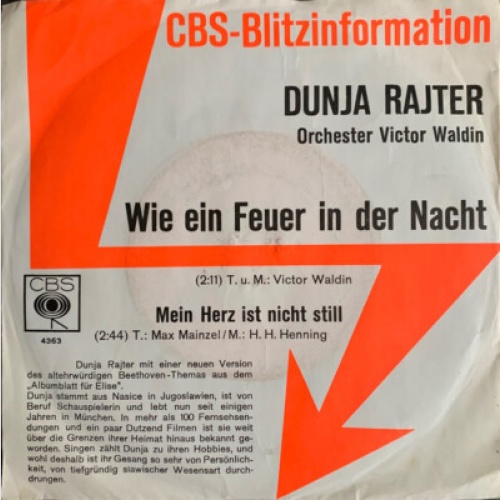 CBS-Blitzinformation
DUNJA RAJTER
Orchester Victor Waldin
Wie ein Feuer in der Nacht
(2:11) T. u. M.: Victor Waldin
Mein Herz ist nicht still
(2:44) T.: Max Mainzel/M.: H. H. Henning
CBS
4363
Dunja Rajter mit einer neuen Version
des altehrwürdigen Beethoven-Themas aus dem
„Albumblatt für Elise".
Dunja stammt aus Nasice in Jugoslawien, ist von
Beruf Schauspielerin und lebt nun seit einigen
Jahren in München. In mehr als 100 Fernsehsen-
dungen und ein paar Dutzend Filmen ist sie weit
über die Grenzen ihrer Heimat hinaus bekannt ge-
worden. Singen zählt Dunja zu ihren Hobbies, und
wohl deshalb ist ihr Gesang so sehr von Persönlich-
keit, von tiefgründig slawischer Wesensart durch-
drungen.